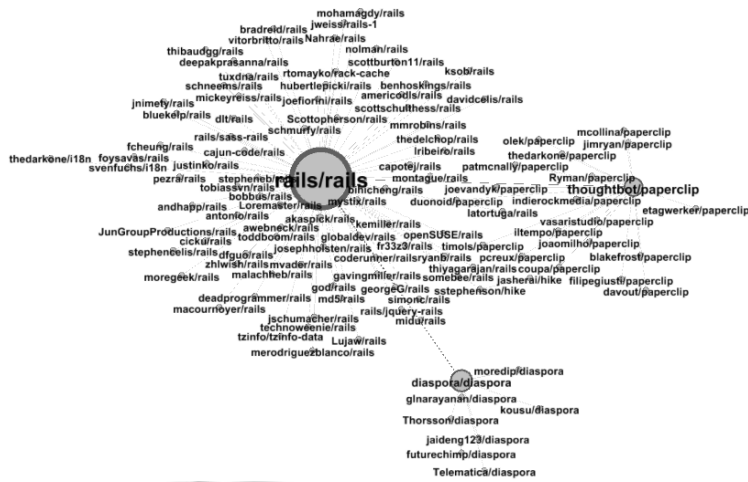 mohamagdy/rails
jweiss/rails-1
bradreid/rails
vitorbritto/rails
Nahrae/rails
nolman/rails
thibaudgg/rails
scottburton11/rails
deepakprasanna/rails
tuxdna/rails
rtomayko/rack-cache
ksob/rails
schneems/rails
hubertlepicki/rails
benhoskings/rails
mickeyreiss/rails
joefiorini/rails
americodls/rails
davidcelis/rails
jnimefy/rails
scottschulthess/rails
bluekelp/rails
dlt/rails
Scottopherson/rails
schmurfy/rails
mmrobins/rails
mcollina/paperclip
rails/sass-rails
thedelchop/rails
olek/paperclip
jimryan/paperclip
fcheung/rails
cajun-code/rails
lribeiro/rails
thedarkone/paperclip
thedarkone/i18n
foysavas/rails
justinko/rails
capotej/rails
patmcnally/paperclip
svenfuchs/i18n
pezra/rails
stepheneb/rails
rails/rails
montague/rails
Ryman/paperclip
tobiassvn/rails
bihicheng/rails
joevandyk/paperclip
thoughtbot/paperclip
bobbus/rails
mystix/rails
duonoid/paperclip
indierockmedia/paperclip
andhapp/rails
Loremaster/rails
latortuga/rails
etagwerker/paperclip
antonio/rails
akaspick/rails
kemiller/rails
vasaristudio/paperclip
JunGroupProductions/rails
awebneck/rails
globaldev/rails
openSUSE/rails
iltempo/paperclip
cicku/rails
toddboom/rails
fr33z3/rails
timols/paperclip
joaomilho/paperclip
stephencelis/rails
dfguo/rails
josephholsten/rails
coderunner/rails
ryanb/rails
pcreux/paperclip
blakefrost/paperclip
zhlwish/rails
mvader/rails
thiyagarajan/rails
coupa/paperclip
moregeek/rails
malachheb/rails
gavingmiller/rails
somebee/rails
jasherai/hike
filipegiusti/paperclip
god/rails
georgeG/rails
sstephenson/hike
davout/paperclip
deadprogrammer/rails
md5/rails
simonc/rails
macournoyer/rails
rails/jquery-rails
jschumacher/rails
midu/rails
technoweenie/rails
tzinfo/tzinfo-data
Lujaw/rails
merodriguezblanco/rails
moredip/diaspora
diaspora/diaspora
glnarayanan/diaspora
kousu/diaspora
Thorsson/diaspora
jaideng123/diaspora
futurechimp/diaspora
Telematica/diaspora